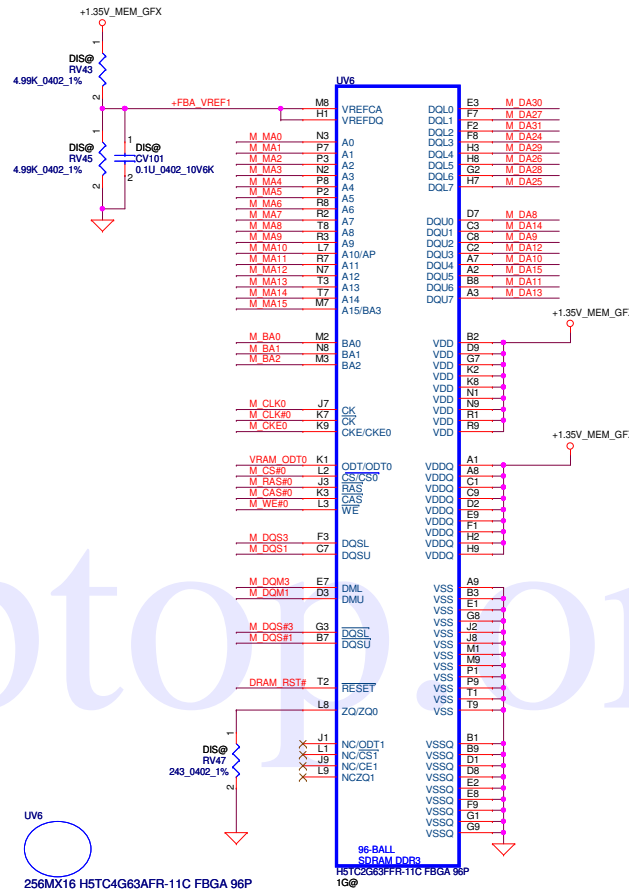 +1.35V_MEM_GFX
1
DIS@
RV43
4.99K_0402_1%
2
+FBA_VREF1
1
DIS@
RV45
4.99K_0402_1%
2
1
DIS@
CV101
0.1U_0402_10V6K
2
UV6
M8 VREFCA
H1 VREFDQ
M_MA0 N3 A0
M_MA1 P7 A1
M_MA2 P3 A2
M_MA3 N2 A3
M_MA4 P8 A4
M_MA5 P2 A5
M_MA6 R8 A6
M_MA7 R2 A7
M_MA8 T8 A8
M_MA9 R3 A9
M_MA10 L7 A10/AP
M_MA11 R7 A11
M_MA12 N7 A12
M_MA13 T3 A13
M_MA14 T7 A14
M_MA15 M7 A15/BA3
M_BA0 M2 BA0
M_BA1 N8 BA1
M_BA2 M3 BA2
M_CLK0 J7 CK
M_CLK#0 K7 CK
M_CKE0 K9 CKE/CKE0
VRAM_ODT0 K1 ODT/ODT0
M_CS#0 L2 CS/CS0
M_RAS#0 J3 RAS
M_CAS#0 K3 CAS
M_WE#0 L3 WE
M_DQS3 F3 DQSL
M_DQS1 C7 DQSU
M_DQM3 E7 DML
M_DQM1 D3 DMU
M_DQS#3 G3 DQSL
M_DQS#1 B7 DQSU
DRAM_RST# T2 RESET
L8 ZQ/ZQ0
J1 NC/ODT1
L1 NC/CS1
J9 NC/CE1
L9 NCZQ1
1
DIS@
RV47
243_0402_1%
2
DQL0 E3 M_DA30
DQL1 F7 M_DA27
DQL2 F2 M_DA31
DQL3 F8 M_DA24
DQL4 H3 M_DA29
DQL5 H8 M_DA26
DQL6 G2 M_DA28
DQL7 H7 M_DA25
DQU0 D7 M_DA8
DQU1 C3 M_DA14
DQU2 C8 M_DA9
DQU3 C2 M_DA12
DQU4 A7 M_DA10
DQU5 A2 M_DA15
DQU6 B8 M_DA11
DQU7 A3 M_DA13
+1.35V_MEM_GF
VDD B2
VDD D9
VDD G7
VDD K2
VDD K8
VDD N1
VDD N9
VDD R1
VDD R9
+1.35V_MEM_GF
VDDQ A1
VDDQ A8
VDDQ C1
VDDQ C9
VDDQ D2
VDDQ E9
VDDQ F1
VDDQ H2
VDDQ H9
VSS A9
VSS B3
VSS E1
VSS G8
VSS J2
VSS J8
VSS M1
VSS M9
VSS P1
VSS P9
VSS T1
VSS T9
VSSQ B1
VSSQ B9
VSSQ D1
VSSQ D8
VSSQ E2
VSSQ E8
VSSQ F9
VSSQ G1
VSSQ G9
96-BALL
SDRAM DDR3
H5TC2G63FFR-11C FBGA 96P
1G@
UV6
256MX16 H5TC4G63AFR-11C FBGA 96P
ptop.or